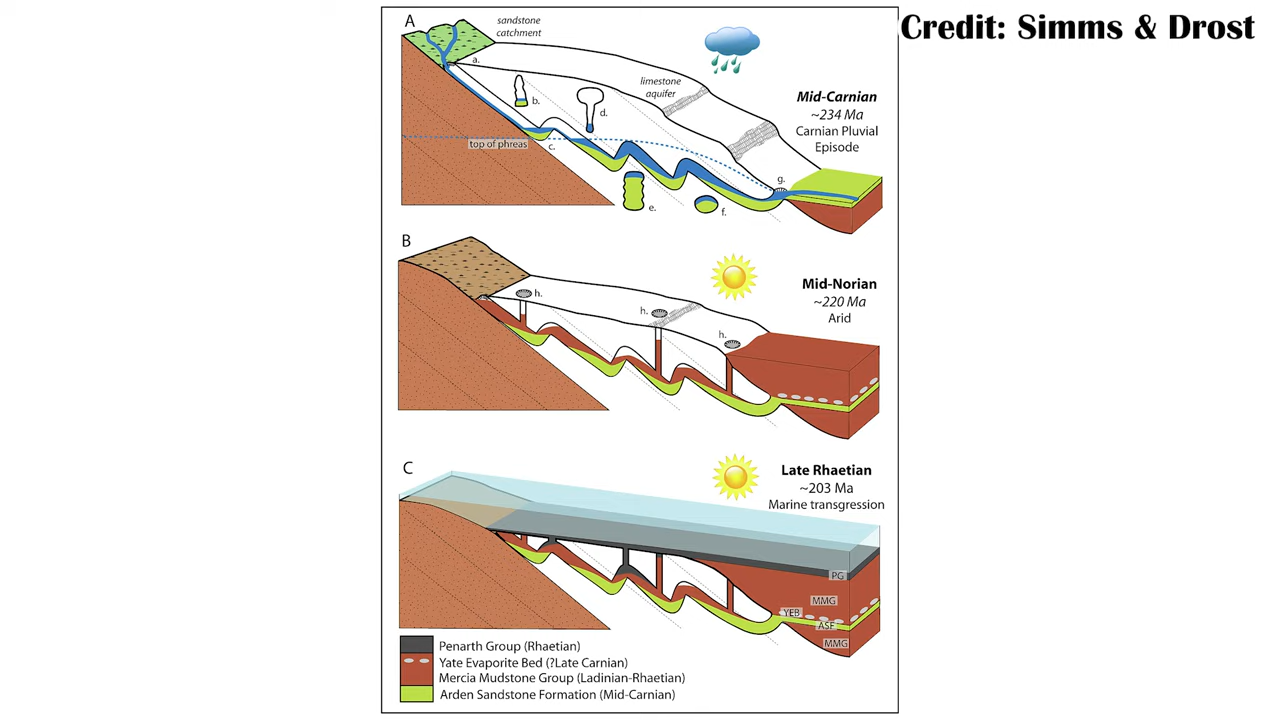 Credit: Simms & Drost
A
sandstone
catchment
a.
b.
d.
limestone
aquifer
Mid-Carnian
~234 Ma
Carnian Pluvial
Episode
top of phreas
c.
g.
e.
f.
B
h.
h.
h.
Mid-Norian
~220 Ma
Arid
C
Late Rhaetian
~203 Ma
Marine transgression
PG
MMG
YEB
ASF
MMG
Penarth Group (Rhaetian)
Yate Evaporite Bed (?Late Carnian)
Mercia Mudstone Group (Ladinian-Rhaetian)
Arden Sandstone Formation (Mid-Carnian)